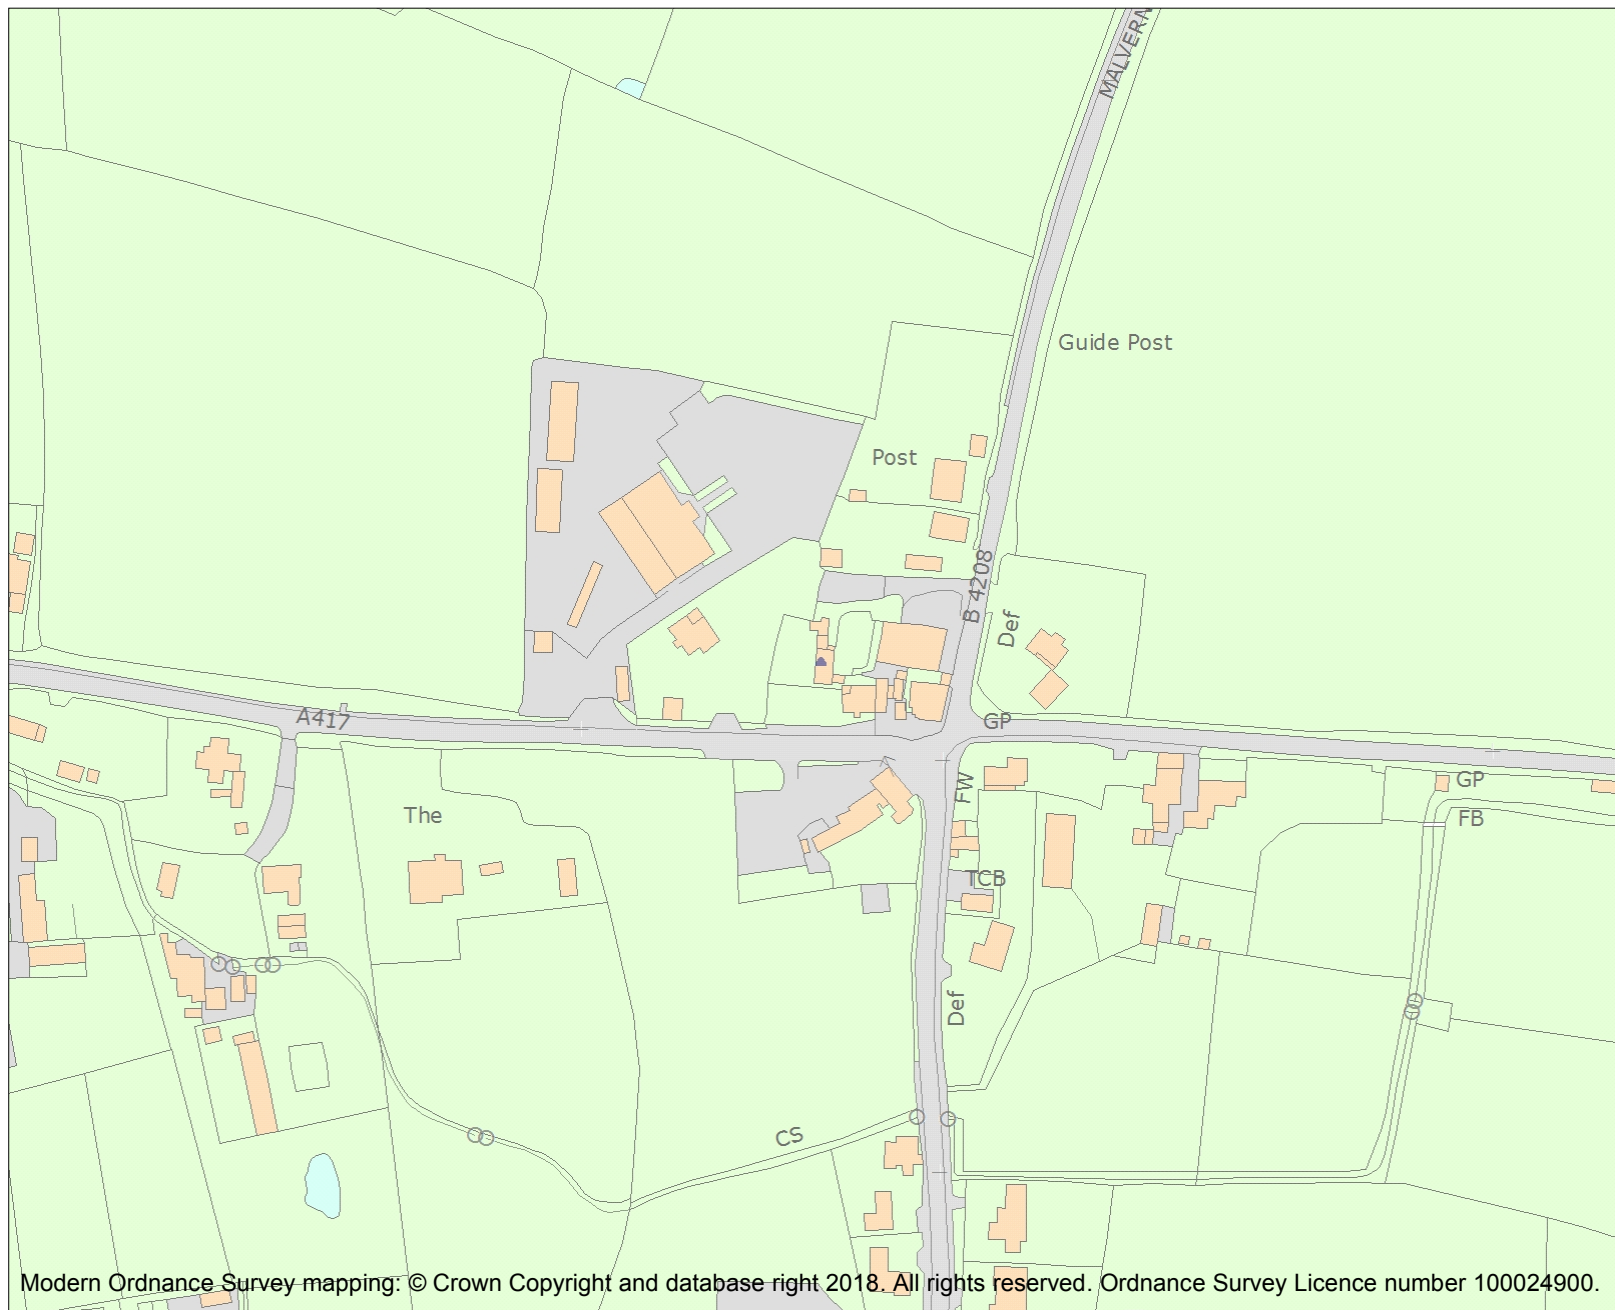 MALVERN
Guide Post
Post
B 4208
Def
A417
GP
The
FW
GP
FB
TCB
Def
CS
Modern Ordnance Survey mapping: © Crown Copyright and database right 2018. All rights reserved. Ordnance Survey Licence number 100024900.